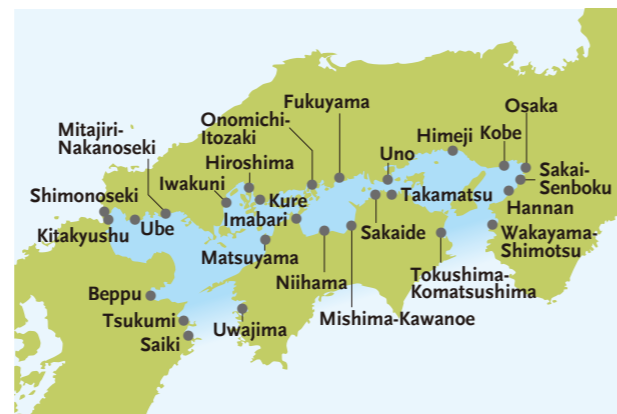 Fukuyama
Onomichi-
Itozaki
Osaka
Mitajiri-
Nakanoseki
Himeji
Kobe
Hiroshima
Uno
Sakai-
Senboku
Iwakuni
Shimonoseki
Kure
Takamatsu
Hannan
Imabari
Kitakyushu
Ube
Sakaide
Wakayama-
Shimotsu
Matsuyama
Niihama
Tokushima-
Komatsushima
Beppu
Tsukumi
Uwajima
Mishima-Kawanoe
Saiki